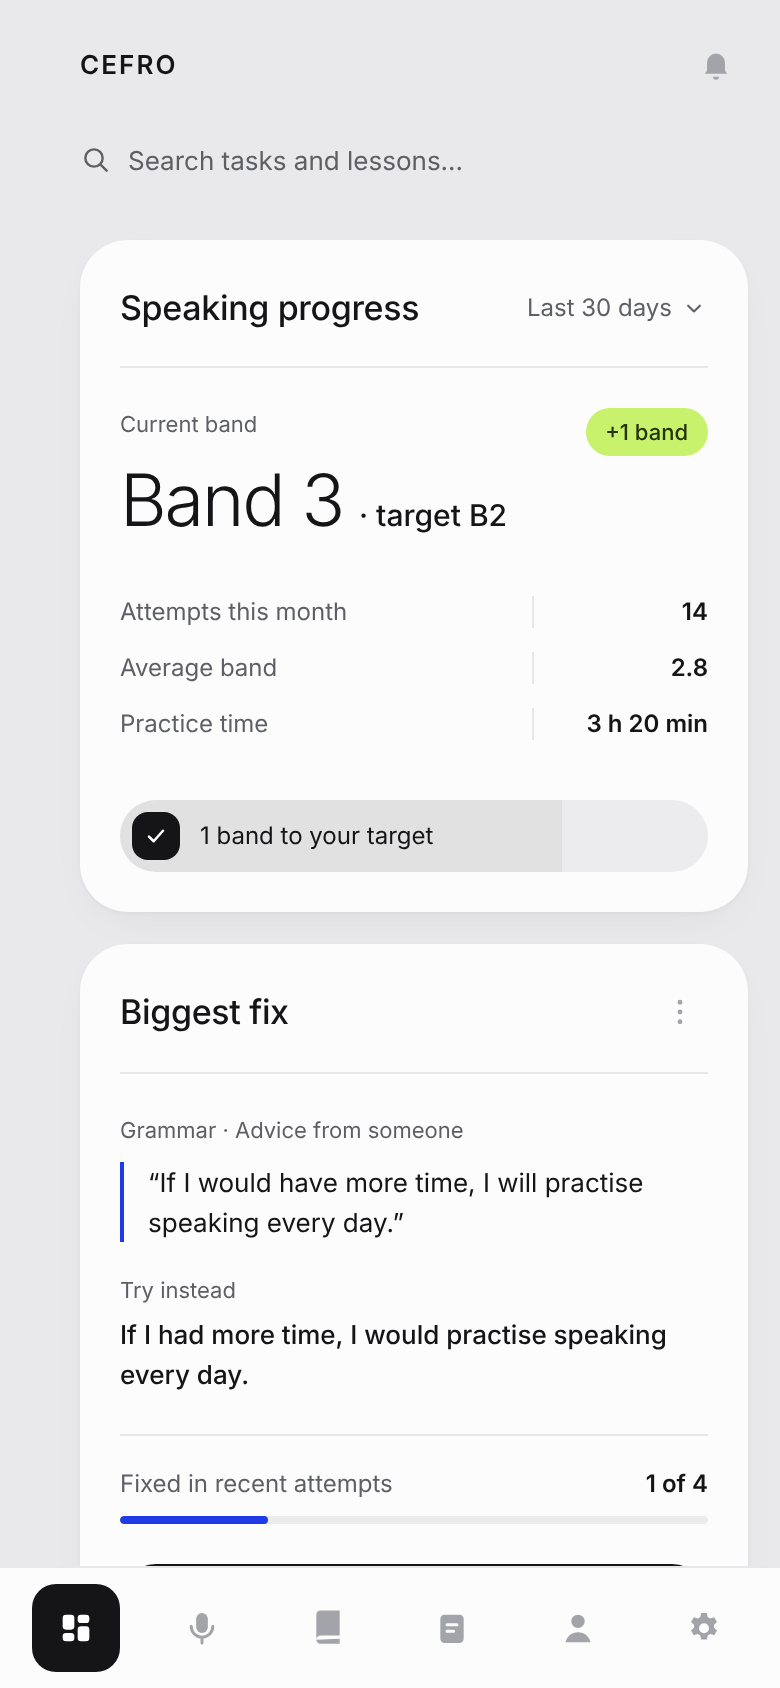 CEFRO
Search tasks and lessons...
Speaking progress
Last 30 days
Current band
+1 band
Band 3 · target B2
Attempts this month 14
Average band 2.8
Practice time 3 h 20 min
1 band to your target
Biggest fix
Grammar · Advice from someone
“If I would have more time, I will practise
speaking every day.”
Try instead
If I had more time, I would practise speaking
every day.
Fixed in recent attempts 1 of 4